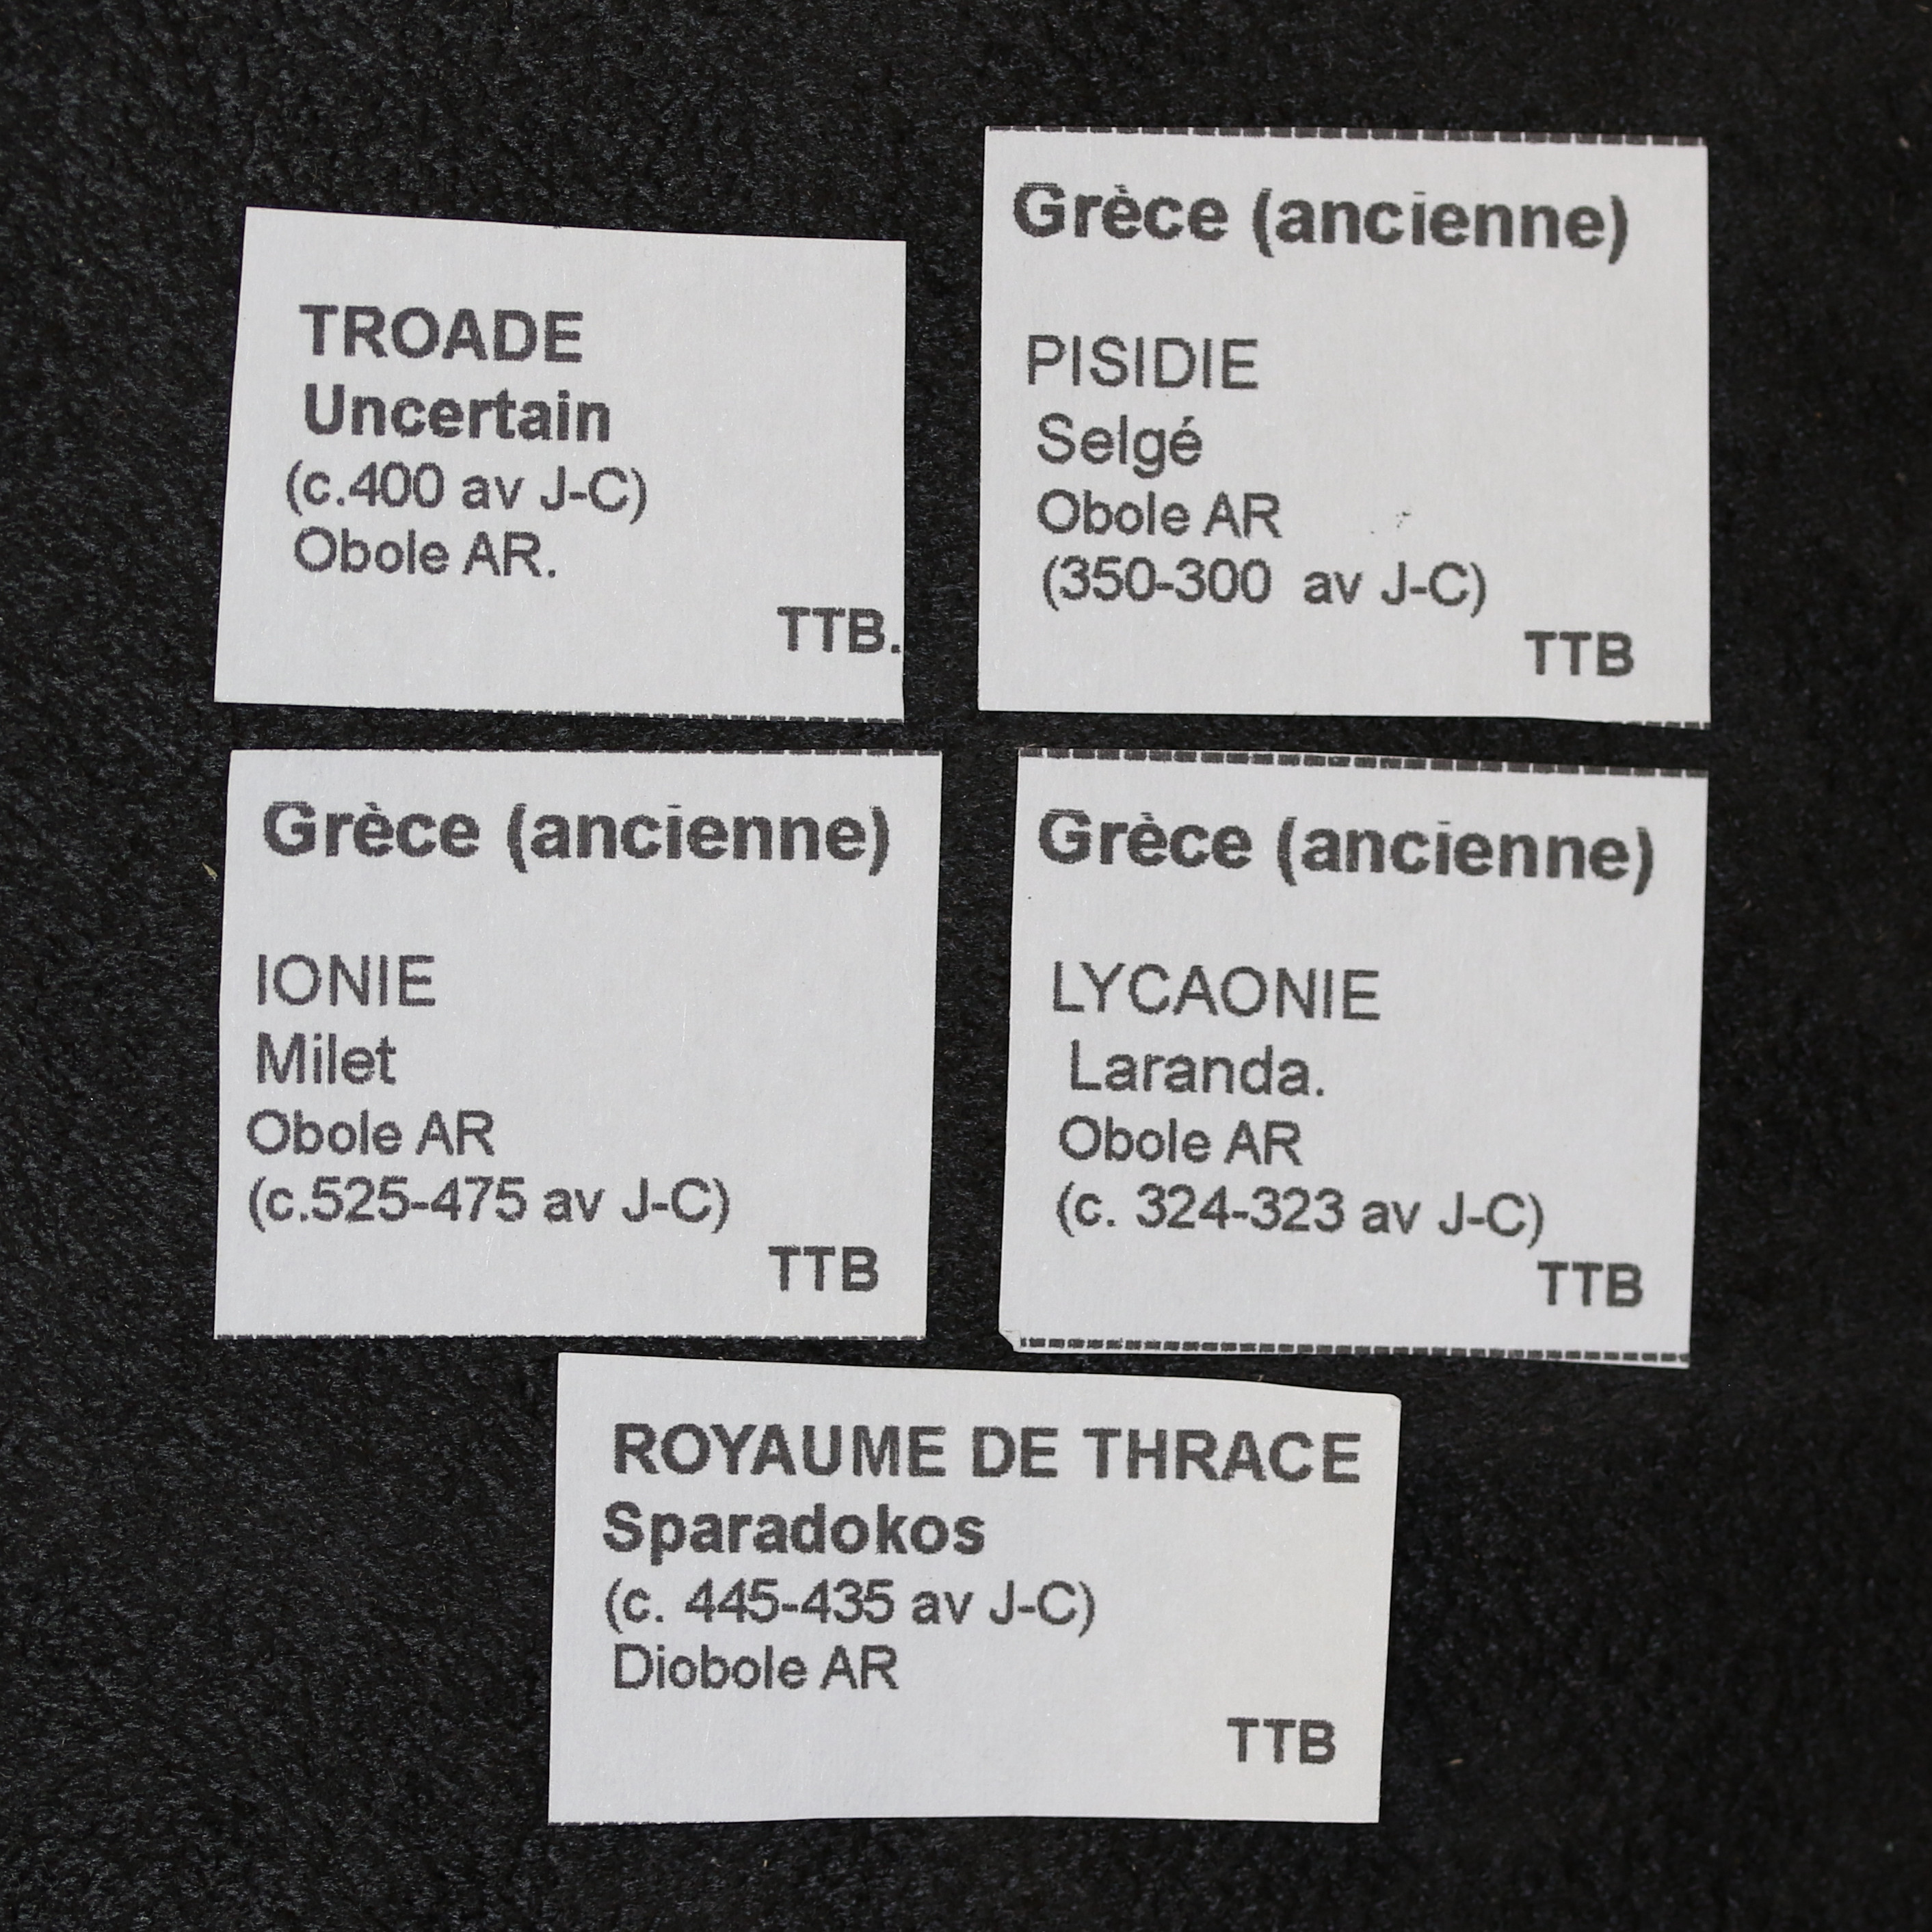 TROADE
Uncertain
(c.400 av J-C)
Obole AR.
TTB.
Grèce (ancienne)
PISIDIE
Selgé
Obole AR
(350-300 av J-C)
TTB
Grèce (ancienne)
IONIE
Milet
Obole AR
(c.525-475 av J-C)
TTB
Grèce (ancienne)
LYCAONIE
Laranda.
Obole AR
(c. 324-323 av J-C)
TTB
ROYAUME DE THRACE
Sparadokos
(c. 445-435 av J-C)
Diobole AR
TTB